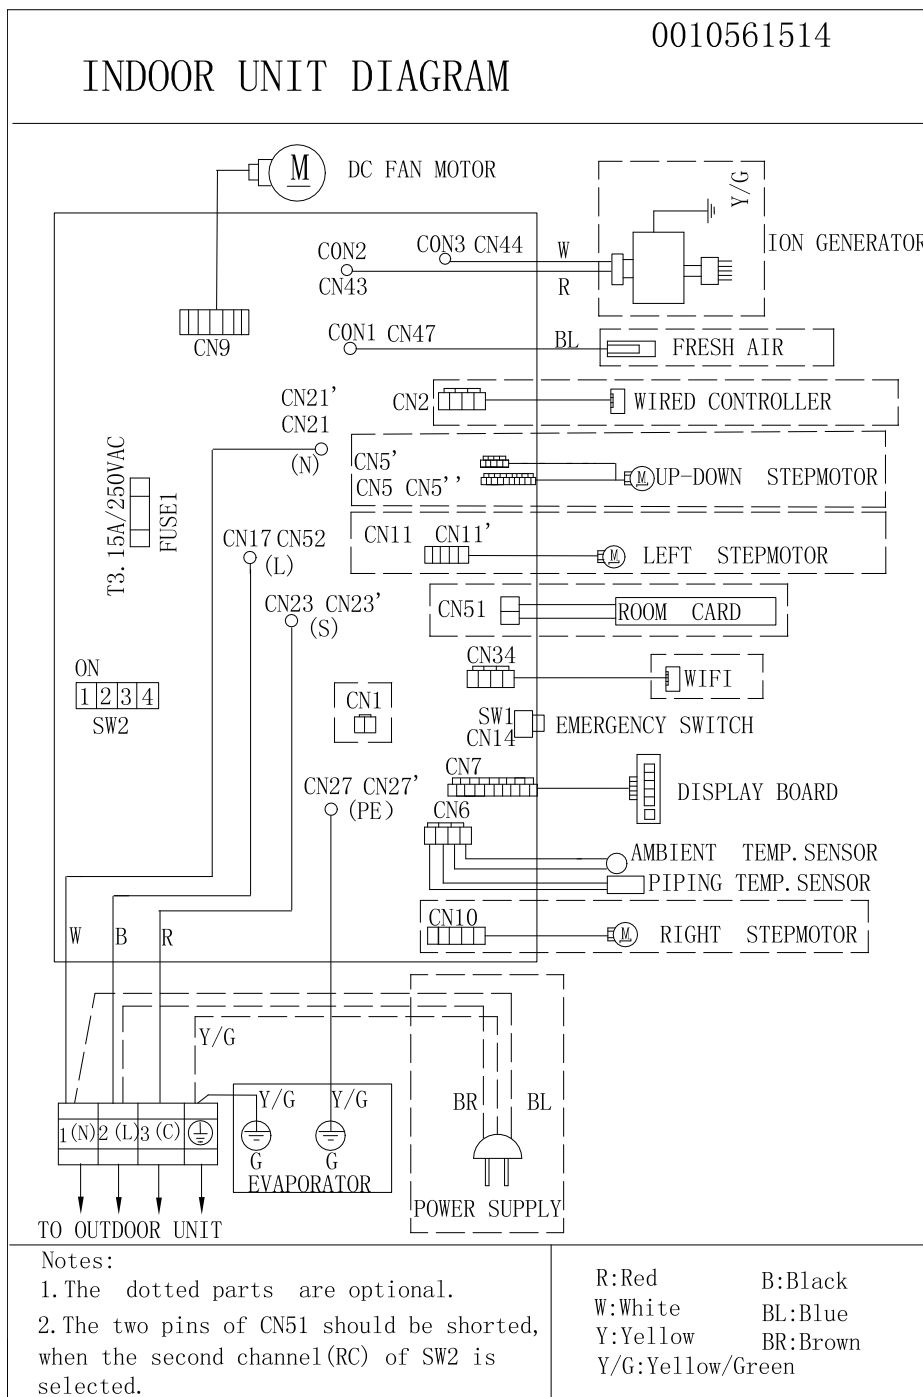 0010561514
INDOOR UNIT DIAGRAM
M
DC FAN MOTOR
Y/G
ION GENERATOR
CON3 CN44
W
CON2
CN43
R
CN9
CON1 CN47
BL
FRESH AIR
CN21'
CN21
(N)
CN2
WIRED CONTROLLER
T3.15A/250VAC
FUSE1
CN5'
CN5 CN5''
M
UP-DOWN STEPMOTOR
CN17 CN52
(L)
CN11 CN11'
M
LEFT STEPMOTOR
CN23 CN23'
(S)
CN51
ROOM CARD
ON
1 2 3 4
SW2
CN34
WIFI
CN1
SW1
CN14
EMERGENCY SWITCH
CN7
DISPLAY BOARD
CN27 CN27'
(PE)
CN6
AMBIENT TEMP.SENSOR
PIPING TEMP.SENSOR
CN10
M
RIGHT STEPMOTOR
W
B
R
Y/G
Y/G
Y/G
BR
BL
1(N) 2(L) 3(C)
G
G
EVAPORATOR
POWER SUPPLY
TO OUTDOOR UNIT
Notes:
1.The dotted parts are optional.
2.The two pins of CN51 should be shorted,
when the second channel(RC) of SW2 is
selected.
R:Red
B:Black
W:White
BL:Blue
Y:Yellow
BR:Brown
Y/G:Yellow/Green